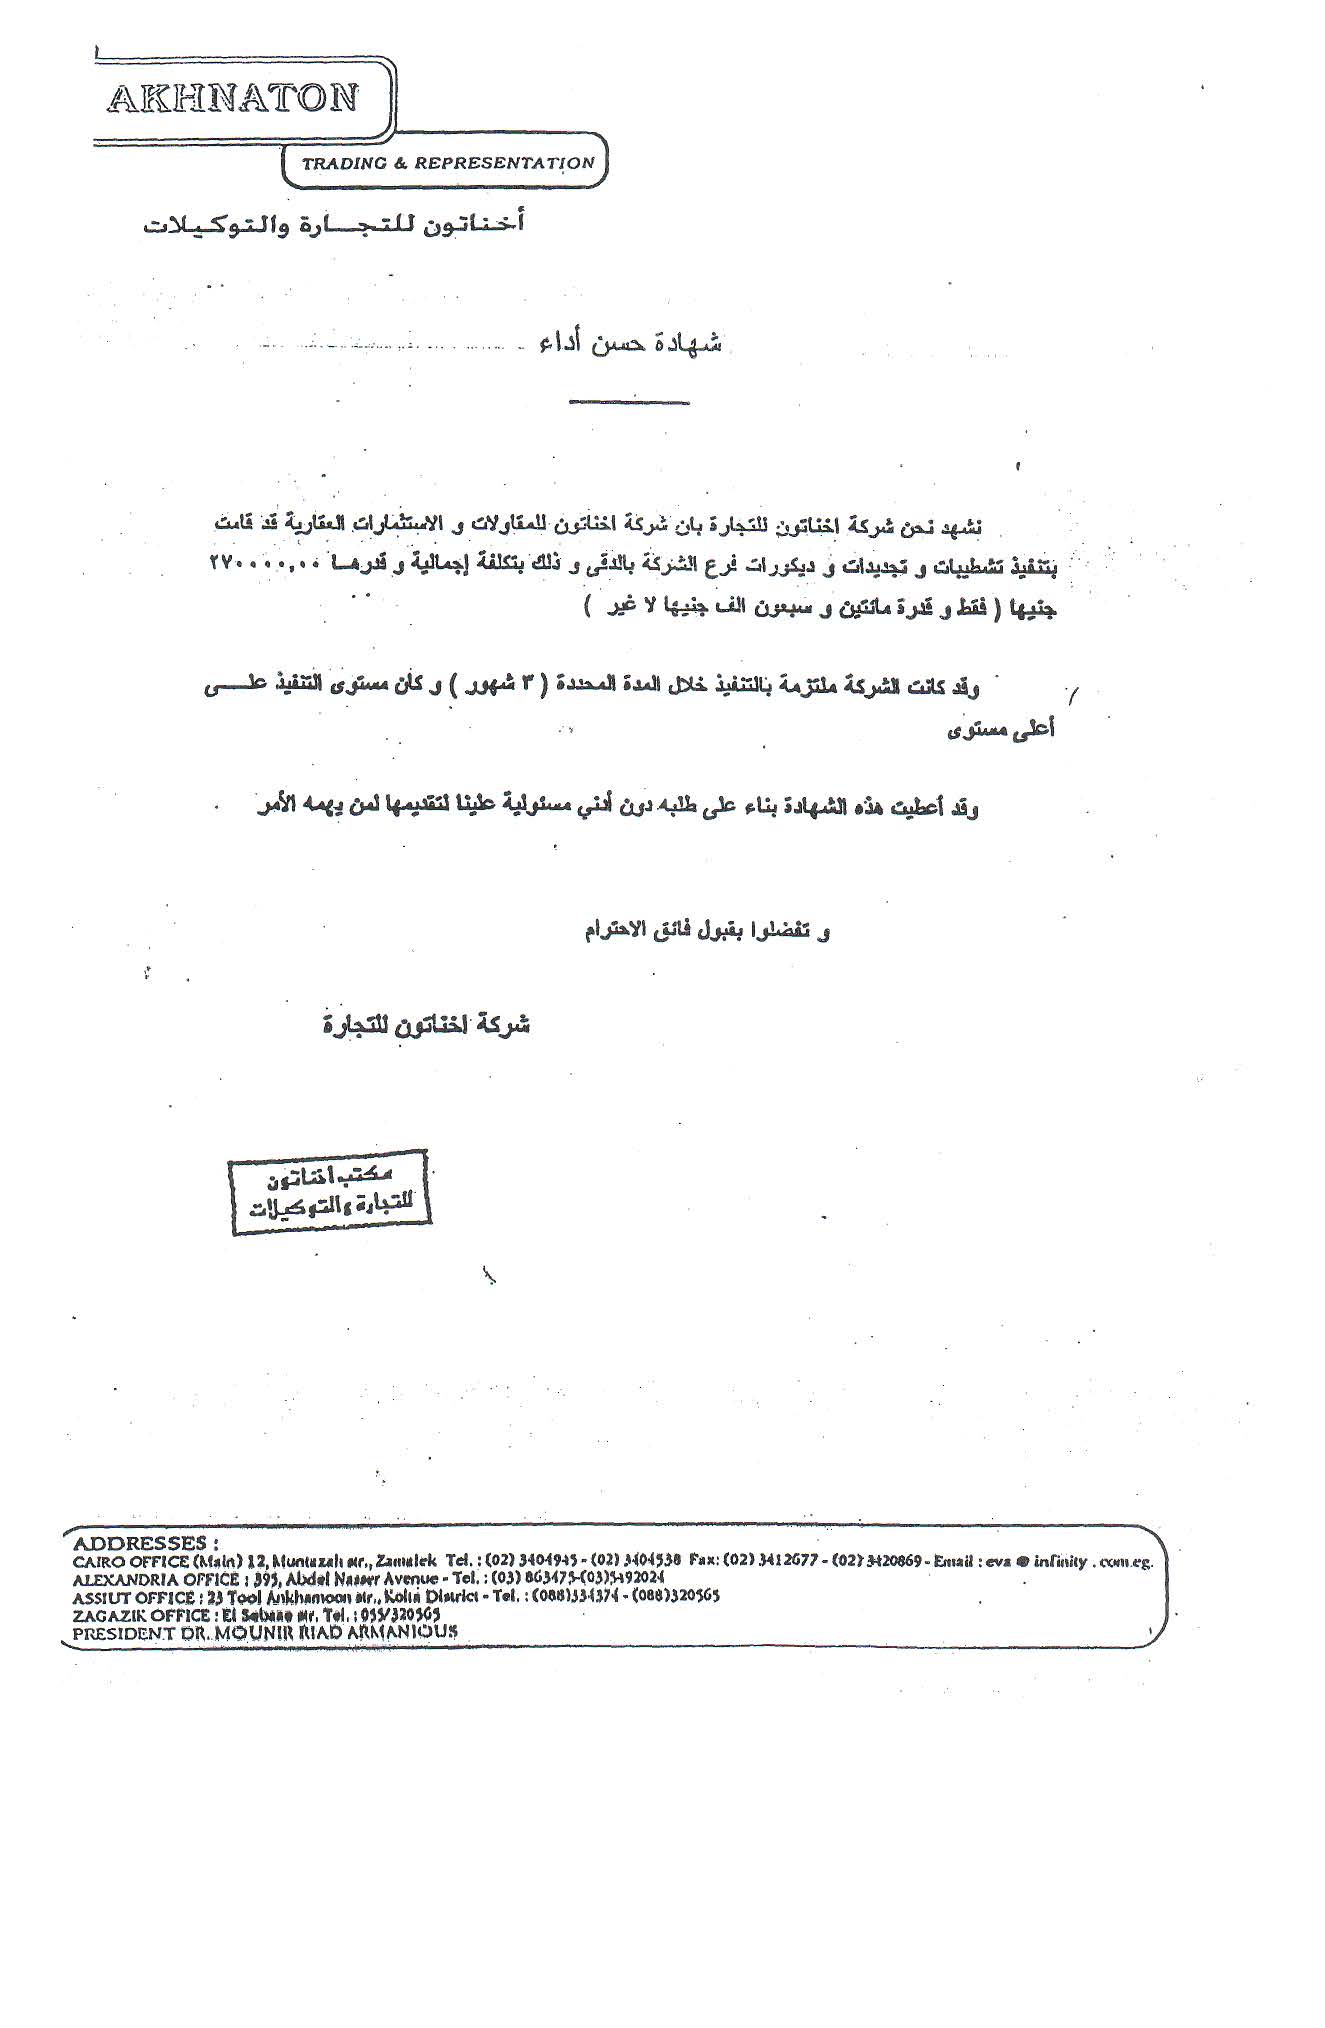 AKHNATON
TRADING & REPRESENTATION
أخناتون للتجارة والتوكيلات
شهادة حسن أداء
نشهد نحن شركة اخناتون للتجارة بان شركة اخناتون للمقاولات و الاستثمارات العقارية قد قامت
بتنفيذ تشطيبات و تجديدات و ديكورات فرع الشركة بالدقى و ذلك بتكلفة إجمالية و قدرها ٢٧٠٠٠٠,٠٠
جنيها ( فقط و قدرة مائتين و سبعون الف جنيها لا غير )
وقد كانت الشركة ملتزمة بالتنفيذ خلال المدة المحددة ( ٣ شهور ) و كان مستوى التنفيذ على
أعلى مستوى
وقد أعطيت هذه الشهادة بناء على طلبه دون أدني مسئولية علينا لتقديمها لمن يهمه الأمر
و تفضلوا بقبول فائق الاحترام
شركة اخناتون للتجارة
مكتب اخناتون
للتجارة والتوكيلات
ADDRESSES :
CAIRO OFFICE (Main) 12, Muntazah str., Zamalek Tel. : (02) 3404945 - (02) 3404538 Fax: (02) 3412677 - (02) 3420869 - Email : eva @ infinity . com.eg.
ALEXANDRIA OFFICE : 395, Abdel Nasser Avenue - Tel. : (03) 863475-(03)5492024
ASSIUT OFFICE : 23 Tool Ankhamoon str., Kolta District - Tel. : (088)334374 - (088)320565
ZAGAZIK OFFICE : El str. Tel. : 055/320565
PRESIDENT DR. MOUNIR RIAD ARMANIOUS